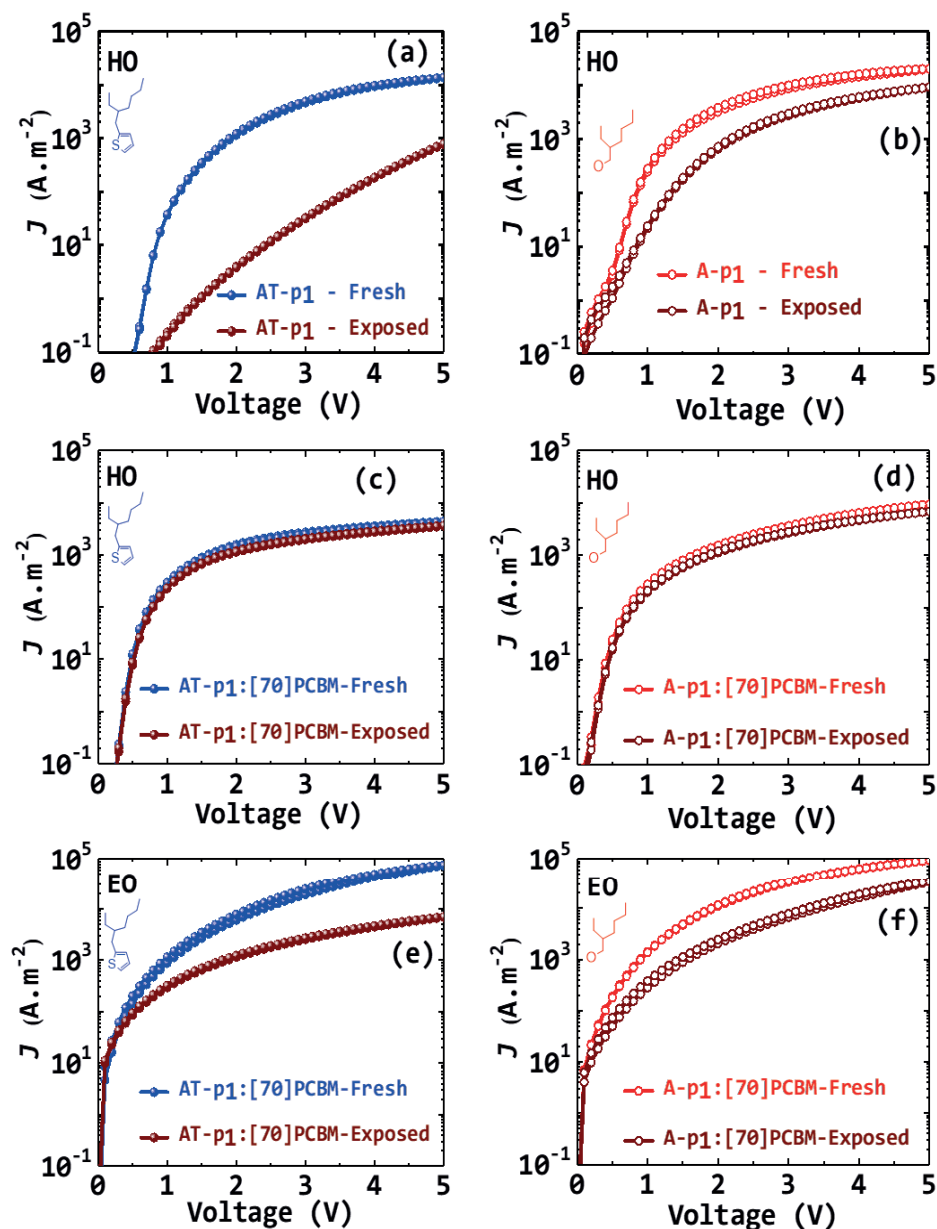 (a)
HO
S
J (A.m-2)
10^5
10^3
10^1
10^-1
AT-p1 - Fresh
AT-p1 - Exposed
0 1 2 3 4 5
Voltage (V)
HO
(b)
O
J (A.m-2)
10^5
10^3
10^1
10^-1
A-p1 - Fresh
A-p1 - Exposed
0 1 2 3 4 5
Voltage (V)
(c)
HO
S
J (A.m-2)
10^5
10^3
10^1
10^-1
AT-p1:[70]PCBM-Fresh
AT-p1:[70]PCBM-Exposed
0 1 2 3 4 5
Voltage (V)
HO
(d)
O
J (A.m-2)
10^5
10^3
10^1
10^-1
A-p1:[70]PCBM-Fresh
A-p1:[70]PCBM-Exposed
0 1 2 3 4 5
Voltage (V)
EO
S
(e)
J (A.m-2)
10^5
10^3
10^1
10^-1
AT-p1:[70]PCBM-Fresh
AT-p1:[70]PCBM-Exposed
0 1 2 3 4 5
Voltage (V)
EO
O
(f)
J (A.m-2)
10^5
10^3
10^1
10^-1
A-p1:[70]PCBM-Fresh
A-p1:[70]PCBM-Exposed
0 1 2 3 4 5
Voltage (V)